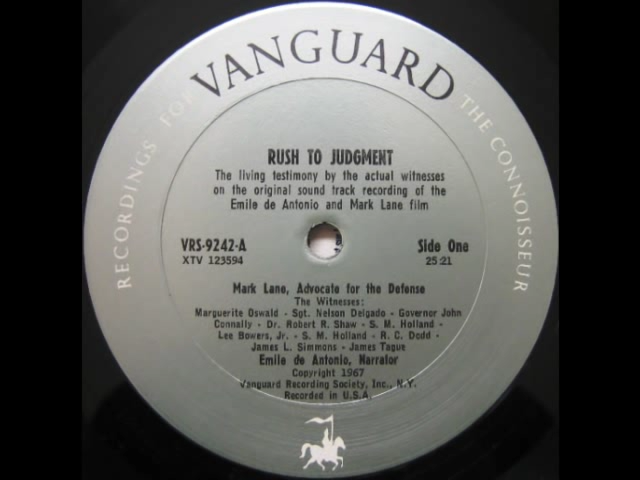 VANGUARD
RECORDINGS FOR THE CONNOISSEUR
RUSH TO JUDGMENT
The living testimony by the actual witnesses
on the original sound track recording of the
Emile de Antonio and Mark Lane film
VRS-9242-A
XTV 123594
Side One
25:21
Mark Lane, Advocate for the Defense
The Witnesses:
Marguerite Oswald - Sgt. Nelson Delgado - Governor John
Connally - Dr. Robert R. Shaw - S. M. Holland -
Lee Bowers, Jr. - S. M. Holland - R. C. Dodd -
James L. Simmons - James Tague
Emile de Antonio, Narrator
Copyright 1967
Vanguard Recording Society, Inc., N.Y.
Recorded in U.S.A